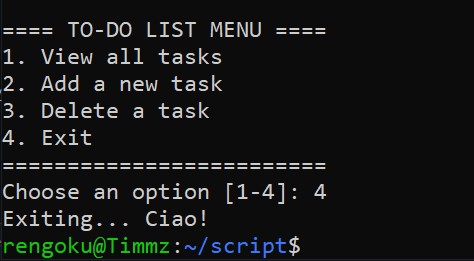 ==== TO-DO LIST MENU ====
1. View all tasks
2. Add a new task
3. Delete a task
4. Exit
=========================
Choose an option [1-4]: 4
Exiting... Ciao!
rengoku@Timmz:~/script$